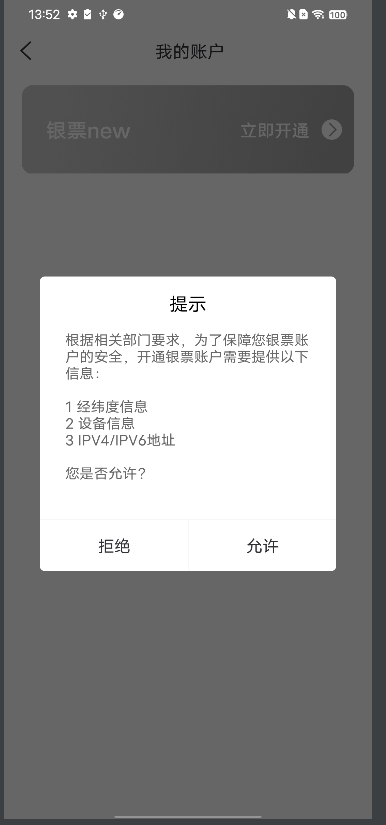 13:52
100
我的账户
银票new
立即开通
提示
根据相关部门要求，为了保障您银票账
户的安全，开通银票账户需要提供以下
信息：
1 经纬度信息
2 设备信息
3 IPV4/IPV6地址
您是否允许？
拒绝
允许